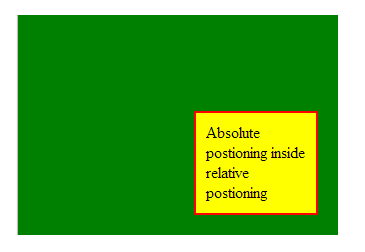 Absolute
postioning inside
relative
postioning